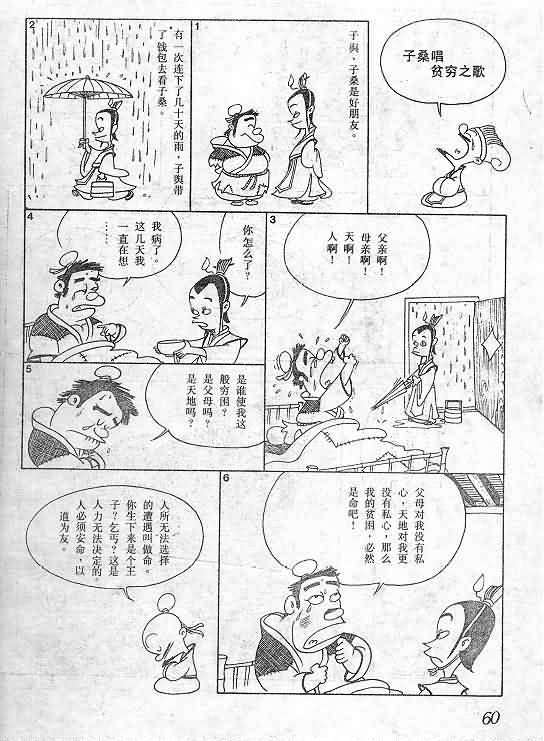 子桑唱
贫穷之歌
1
子舆、子桑是好朋友。
2
有一次连下了几十天的雨，子舆带
了钱包去看子桑。
3
父亲啊！
母亲啊！
天啊！
人啊！
4
你怎么了？
我病了。
这几天我
一直在想
……
5
是谁使我这
般穷困？
是父母吗？
是天地吗？
6
父母对我没有私
心，天地对我更
没有私心，那么
我的贫困，必然
是命吧！
人所无法选择
的遭遇叫做命。
你生下来是个王
子？乞丐？这是
人力无法决定的。
人必须安命，以
道为友。
60